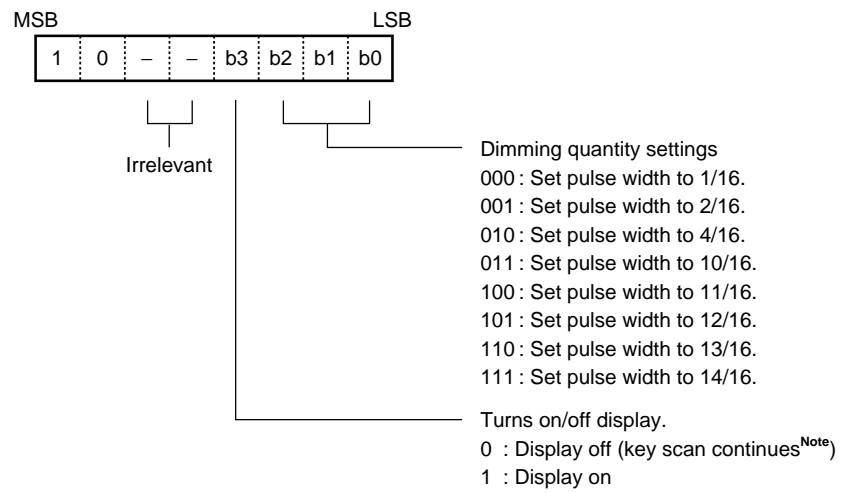 MSB LSB
1 0 – – b3 b2 b1 b0
Irrelevant
Dimming quantity settings
000 : Set pulse width to 1/16.
001 : Set pulse width to 2/16.
010 : Set pulse width to 4/16.
011 : Set pulse width to 10/16.
100 : Set pulse width to 11/16.
101 : Set pulse width to 12/16.
110 : Set pulse width to 13/16.
111 : Set pulse width to 14/16.
Turns on/off display.
0 : Display off (key scan continuesNote)
1 : Display on